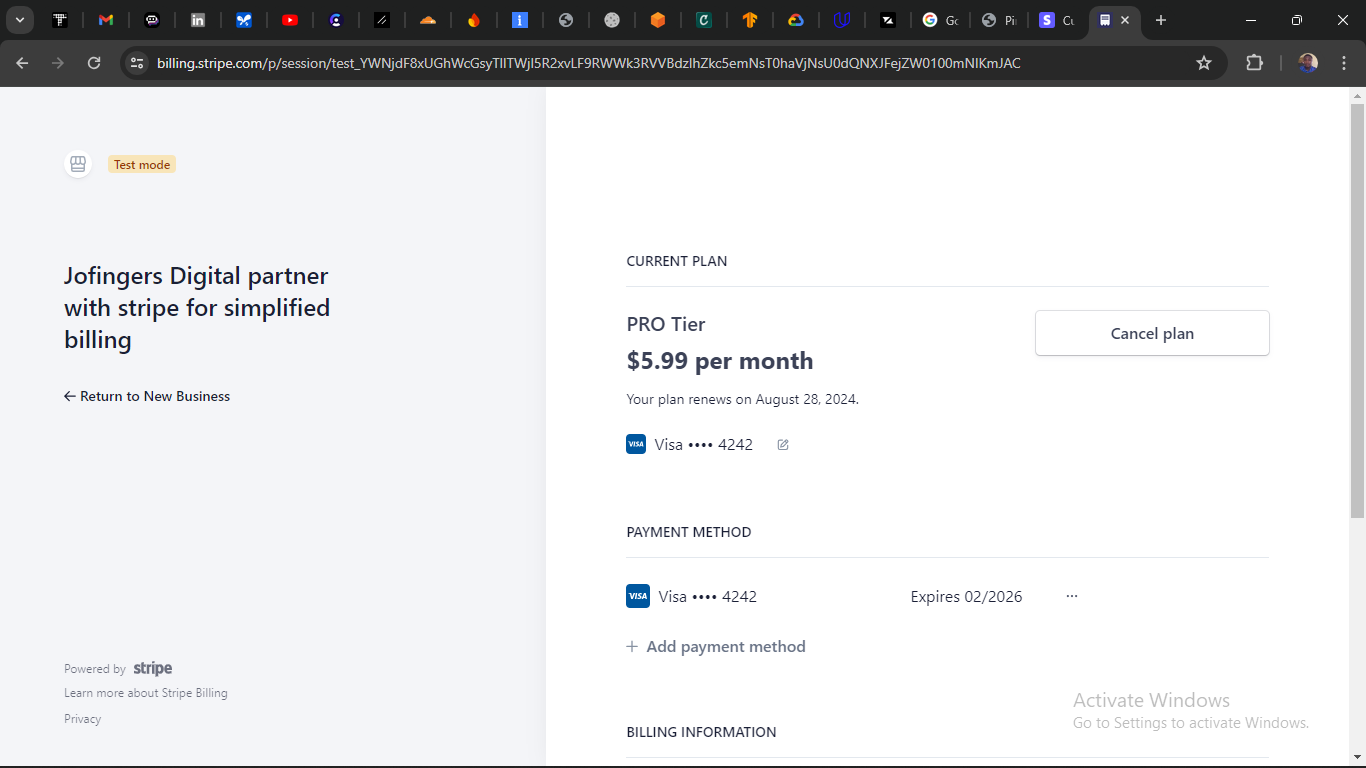 Gc
Pi
Cu
billing.stripe.com/p/session/test_YWNjdF8xUGhWcGsyTIlTWjI5R2xvLF9RWWk3RVVBdzlhZkc5emNsT0haVjNsU0dQNXJFejZW0100mNIKmJAC
Test mode
Jofingers Digital partner
with stripe for simplified
billing
← Return to New Business
Powered by stripe
Learn more about Stripe Billing
Privacy
CURRENT PLAN
PRO Tier
Cancel plan
$5.99 per month
Your plan renews on August 28, 2024.
VISA Visa •••• 4242
PAYMENT METHOD
VISA Visa •••• 4242 Expires 02/2026 ···
+ Add payment method
BILLING INFORMATION
Activate Windows
Go to Settings to activate Windows.